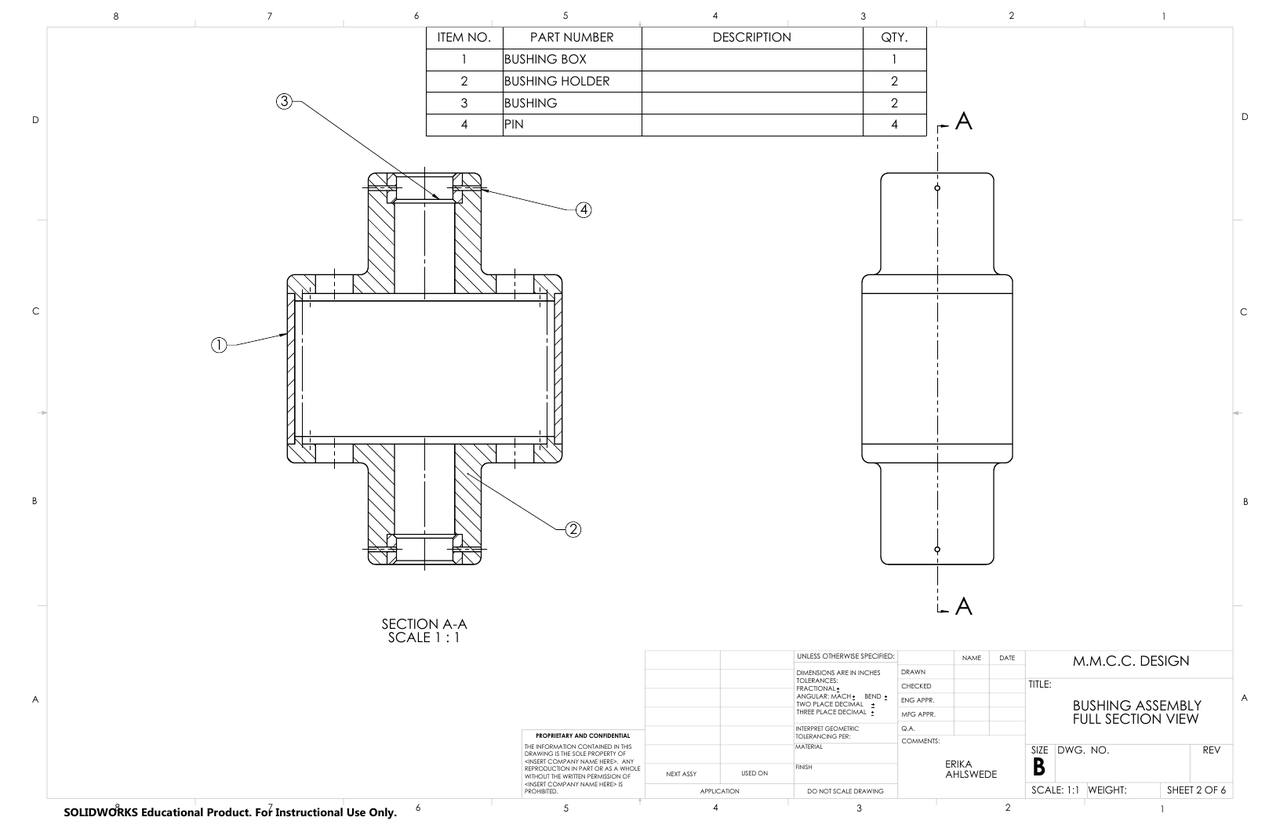 8 7 6 5 4 3 2 1
ITEM NO. PART NUMBER DESCRIPTION QTY.
1 BUSHING BOX 1
2 BUSHING HOLDER 2
3 BUSHING 2
4 PIN 4
3
D D
A
4
C C
1
B B
2
A
SECTION A-A
SCALE 1 : 1
A A
UNLESS OTHERWISE SPECIFIED:
DIMENSIONS ARE IN INCHES
TOLERANCES:
FRACTIONAL±
ANGULAR: MACH± BEND ±
TWO PLACE DECIMAL ±
THREE PLACE DECIMAL ±
INTERPRET GEOMETRIC
TOLERANCING PER:
MATERIAL
FINISH
DO NOT SCALE DRAWING
NAME DATE
DRAWN
CHECKED
ENG APPR.
MFG APPR.
Q.A.
COMMENTS:
ERIKA
AHLSWEDE
M.M.C.C. DESIGN
TITLE:
BUSHING ASSEMBLY
FULL SECTION VIEW
SIZE DWG. NO. REV
B
SCALE: 1:1 WEIGHT: SHEET 2 OF 6
PROPRIETARY AND CONFIDENTIAL
THE INFORMATION CONTAINED IN THIS
DRAWING IS THE SOLE PROPERTY OF
<INSERT COMPANY NAME HERE>. ANY
REPRODUCTION IN PART OR AS A WHOLE
WITHOUT THE WRITTEN PERMISSION OF
<INSERT COMPANY NAME HERE> IS
PROHIBITED.
NEXT ASSY USED ON
APPLICATION
8 7 6 5 4 3 2 1
SOLIDWORKS Educational Product. For Instructional Use Only.